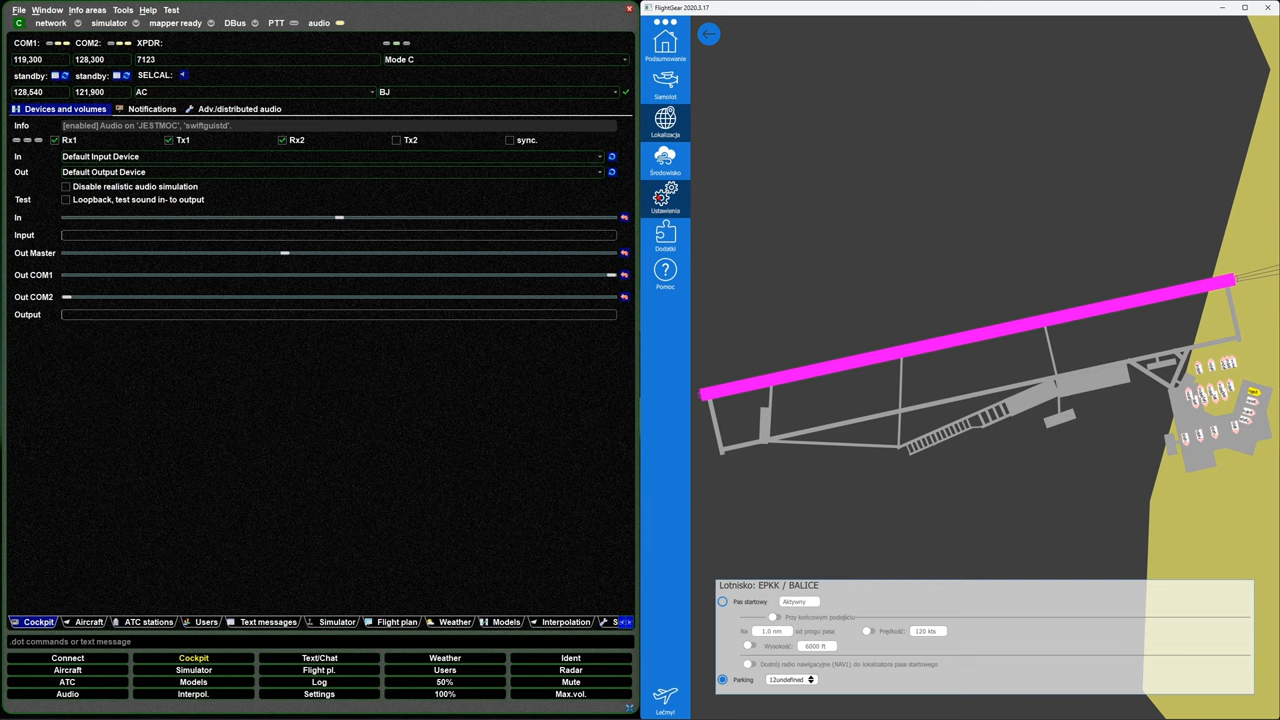 File Window Info areas Tools Help Test
C network simulator mapper ready DBus PTT audio
COM1: COM2: XPDR:
119,300 128,300 7123 Mode C
standby: standby: SELCAL:
128,540 121,900 AC BJ
Devices and volumes Notifications Adv./distributed audio
Info [enabled] Audio on 'JESTMOC', 'swiftguistd'.
Rx1 Tx1 Rx2 Tx2 sync.
In Default Input Device
Out Default Output Device
Disable realistic audio simulation
Test Loopback, test sound in- to output
In
Input
Out Master
Out COM1
Out COM2
Output
Cockpit Aircraft ATC stations Users Text messages Simulator Flight plan Weather Models Interpolation
.dot commands or text message
Connect Cockpit Text/Chat Weather Ident
Aircraft Simulator Flight pl. Users Radar
ATC Models Log 50% Mute
Audio Interpol. Settings 100% Max.vol.
FlightGear 2020.3.17
Podsumowanie
Samolot
Lokalizacja
Środowisko
Ustawienia
Dodatki
Pomoc
Lećmy!
Lotnisko: EPKK / BALICE
Pas startowy Aktywny
Przy końcowym podejściu
Na 1.0 nm od progu pasa Prędkość: 120 kts
Wysokość: 6000 ft
Dostrój radio nawigacyjne (NAV1) do lokalizatora pasa startowego
Parking 12undefined